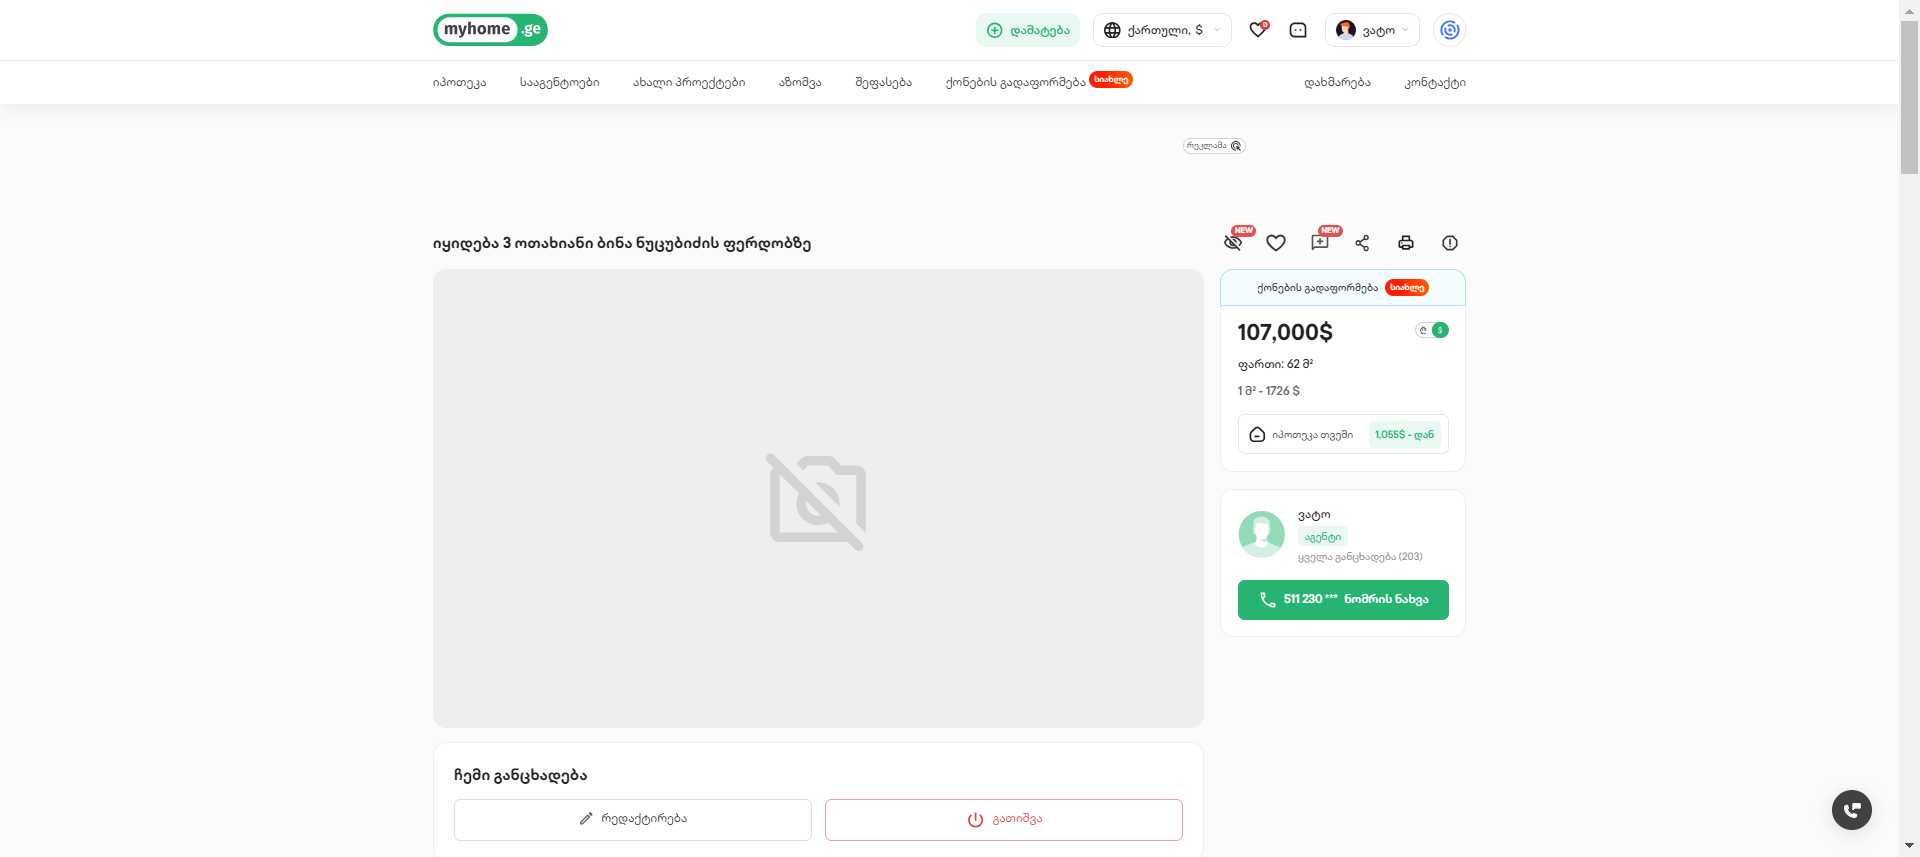 myhome .ge
დამატება
ქართული, $
0
ვატო
იპოთეკა
სააგენტოები
ახალი პროექტები
აზომვა
შეფასება
ქონების გადაფორმება სიახლე
დახმარება
კონტაქტი
რეკლამა
იყიდება 3 ოთახიანი ბინა ნუცუბიძის ფერდობზე
NEW
NEW
ქონების გადაფორმება სიახლე
107,000$
₾ $
ფართი: 62 მ²
1 მ² - 1726 $
იპოთეკა თვეში 1,055$ - დან
ვატო
აგენტი
ყველა განცხადება (203)
511 230 *** ნომრის ნახვა
ჩემი განცხადება
რედაქტირება
გათიშვა